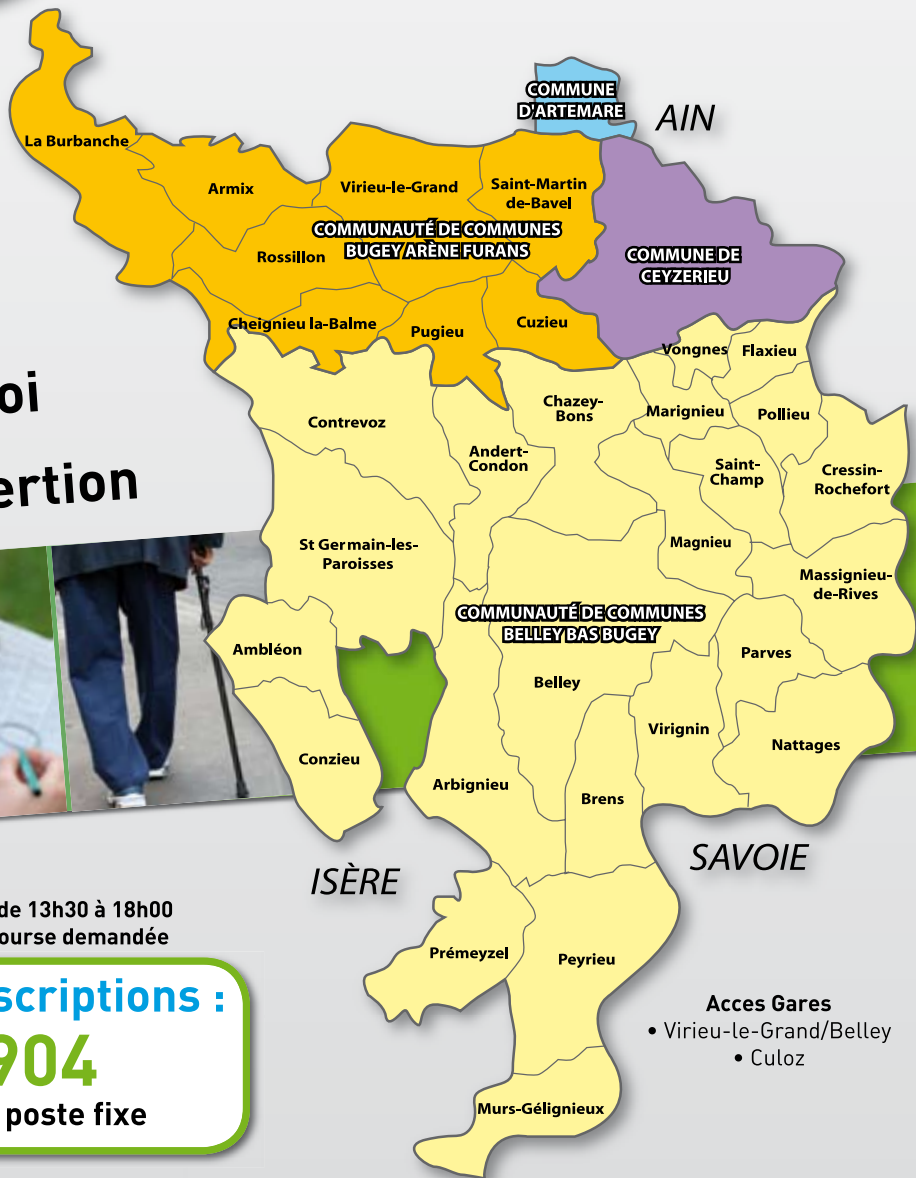 COMMUNE
D'ARTEMARE
AIN
La Burbanche
Armix
Virieu-le-Grand
Saint-Martin
de-Bavel
COMMUNAUTÉ DE COMMUNES
BUGEY ARÈNE FURANS
Rossillon
COMMUNE DE
CEYZERIEU
Cheignieu la-Balme
Pugieu
Cuzieu
Vongnes
Flaxieu
Chazey-
Bons
Marignieu
Pollieu
Contrevoz
Andert-
Condon
Saint-
Champ
Cressin-
Rochefort
oi
ertion
St Germain-les-
Paroisses
Magnieu
Massignieu-
de-Rives
COMMUNAUTÉ DE COMMUNES
BELLEY BAS BUGEY
Ambléon
Parves
Belley
Virignin
Nattages
Conzieu
Arbignieu
Brens
ISÈRE
SAVOIE
de 13h30 à 18h00
ourse demandée
Prémeyzel
Peyrieu
scriptions :
904
poste fixe
Acces Gares
• Virieu-le-Grand/Belley
• Culoz
Murs-Gélignieux